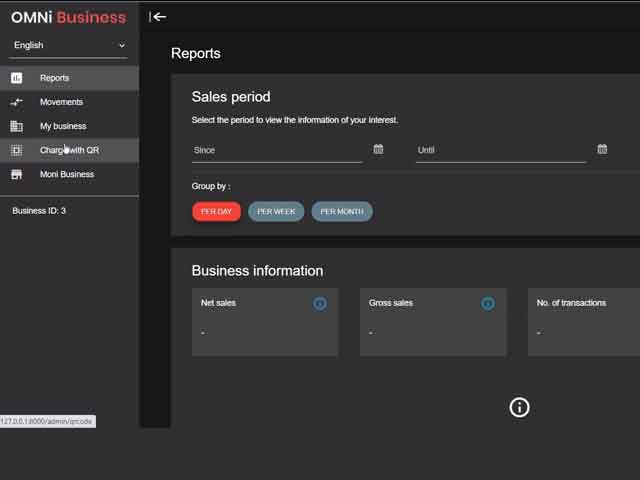 OMNi Business
English
Reports
Movements
My business
Charge with QR
Moni Business
Business ID: 3
127.0.0.1:8000/admin/qrcode
Reports
Sales period
Select the period to view the information of your interest.
Since
Until
Group by :
PER DAY
PER WEEK
PER MONTH
Business information
Net sales
-
Gross sales
-
No. of transactions
-